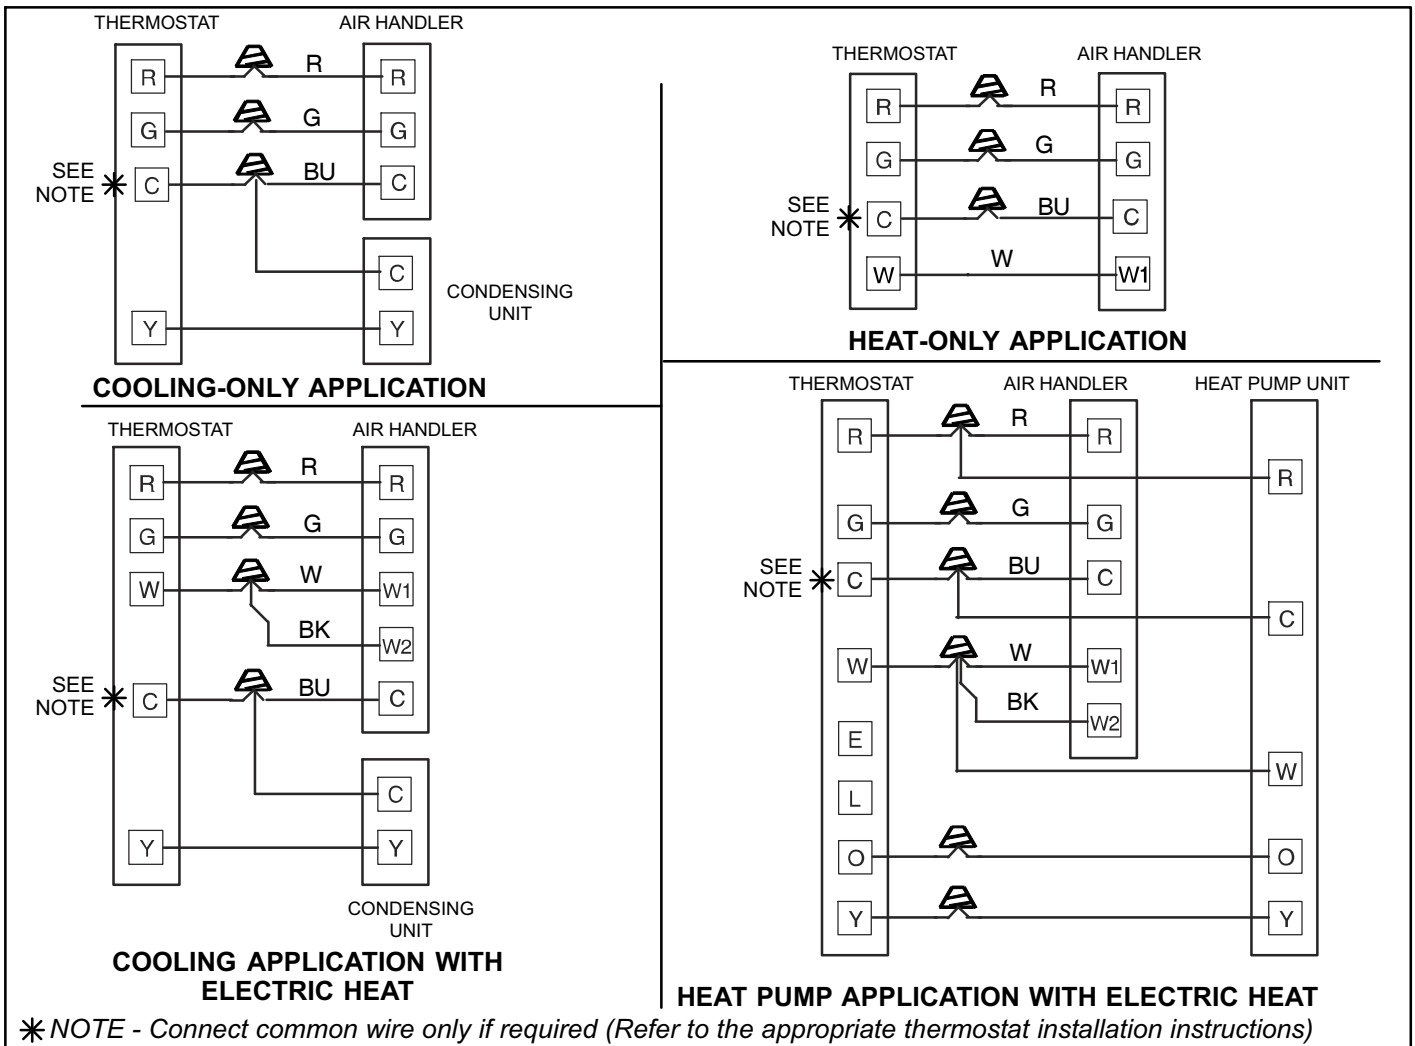 THERMOSTAT AIR HANDLER
R R R
G G G
SEE
NOTE
* C BU C
C
CONDENSING
UNIT
Y Y
COOLING-ONLY APPLICATION
THERMOSTAT AIR HANDLER
R R R
G G G
SEE
NOTE
* C BU C
W W W1
HEAT-ONLY APPLICATION
THERMOSTAT AIR HANDLER
R R R
G G G
W W W1
BK W2
SEE
NOTE
* C BU C
C
Y Y
CONDENSING
UNIT
COOLING APPLICATION WITH
ELECTRIC HEAT
THERMOSTAT AIR HANDLER HEAT PUMP UNIT
R R R
R
G G G
SEE
NOTE
* C BU C
C
W W W1
BK W2
E
W
L
O O
Y Y
HEAT PUMP APPLICATION WITH ELECTRIC HEAT
* NOTE - Connect common wire only if required (Refer to the appropriate thermostat installation instructions)